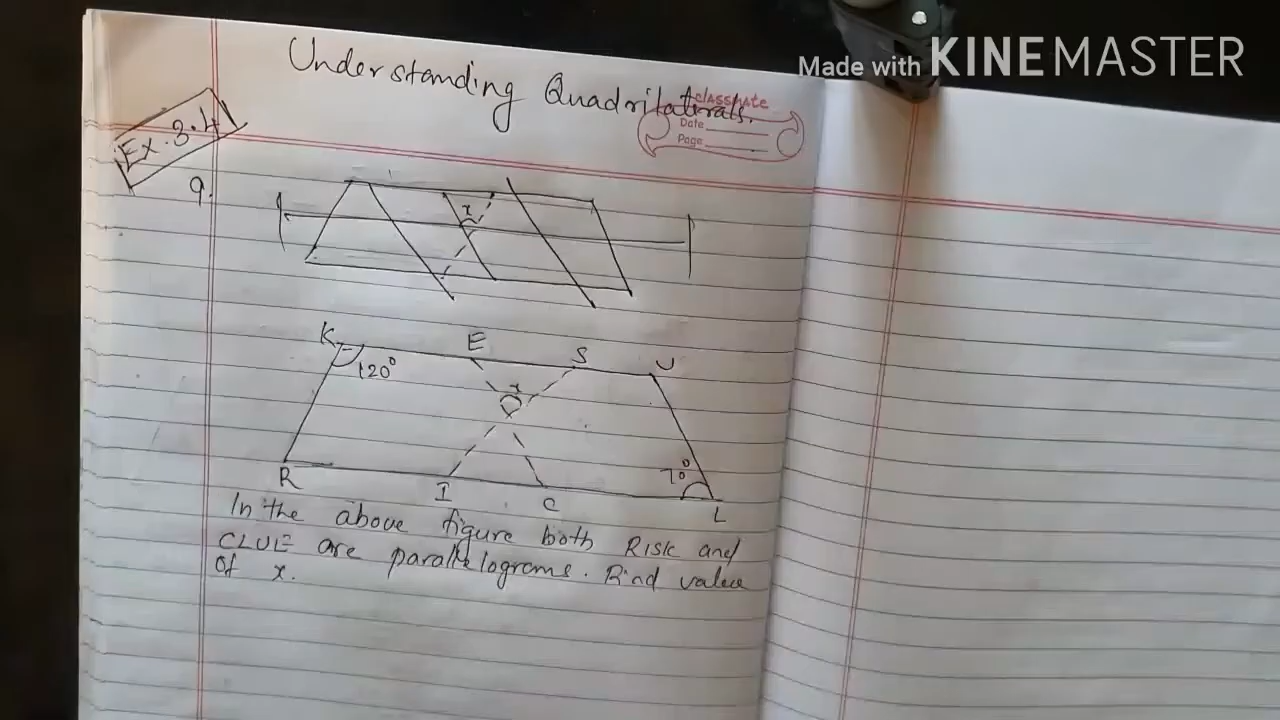 Made with KINEMASTER
Understanding Quadrilaterals.
classmate
Date
Page
Ex. 3.4
9.
x
K E S U
120°
x
70°
R I C L
In the above figure both RISK and
CLUE are parallelograms. Find value
of x.